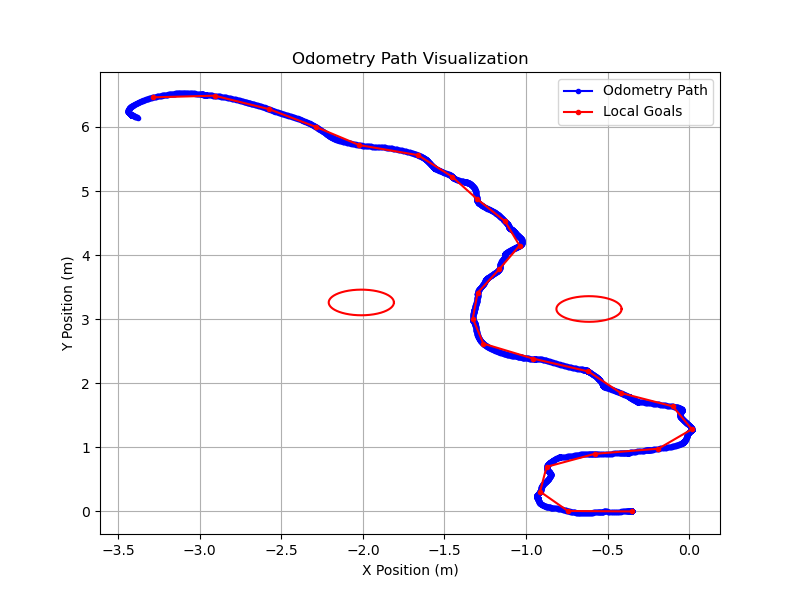 Odometry Path Visualization
Odometry Path
Local Goals
Y Position (m)
6
5
4
3
2
1
0
−3.5 −3.0 −2.5 −2.0 −1.5 −1.0 −0.5 0.0
X Position (m)